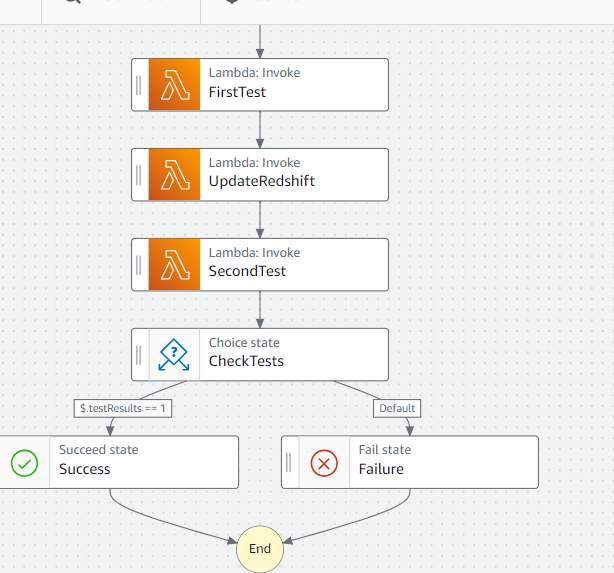 Lambda: Invoke
FirstTest
Lambda: Invoke
UpdateRedshift
Lambda: Invoke
SecondTest
Choice state
CheckTests
$.testResults == 1
Default
Succeed state
Success
Fail state
Failure
End